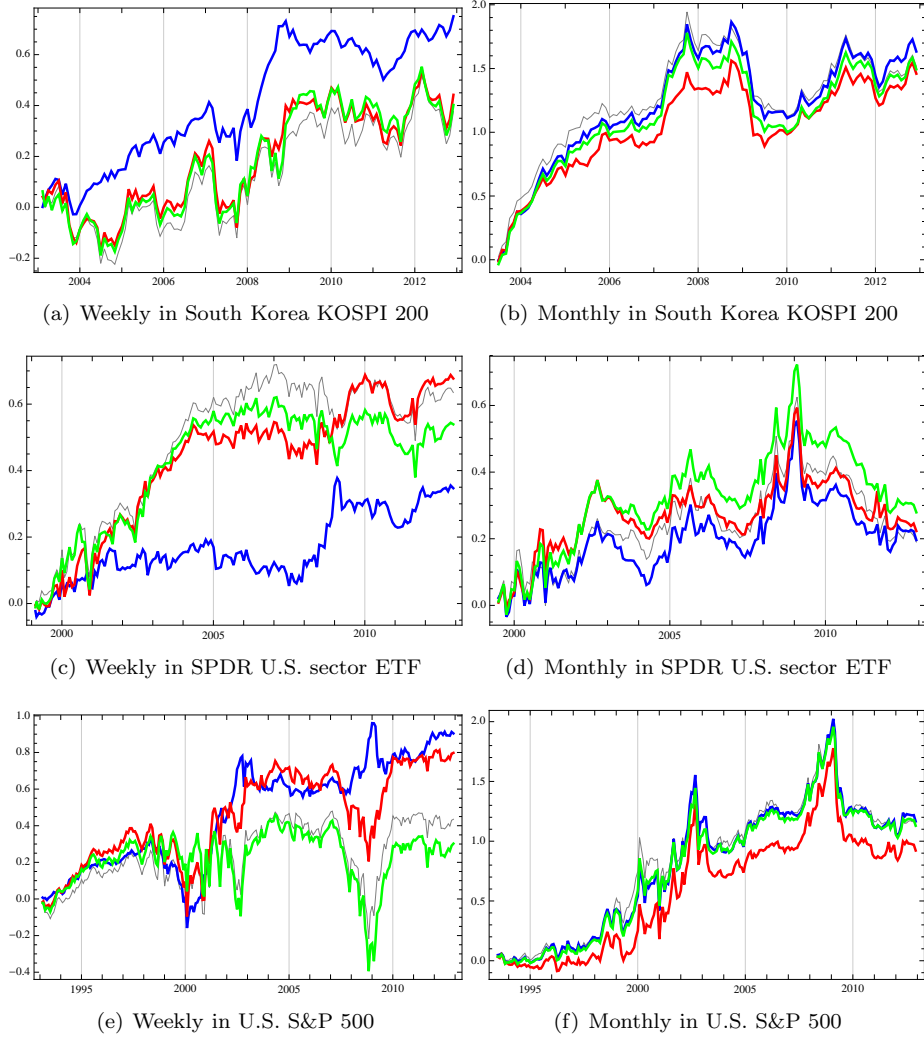 0.6
0.4
0.2
0.0
−0.2
2004 2006 2008 2010 2012
(a) Weekly in South Korea KOSPI 200
2.0
1.5
1.0
0.5
0.0
2004 2006 2008 2010 2012
(b) Monthly in South Korea KOSPI 200
0.6
0.4
0.2
0.0
2000 2005 2010
(c) Weekly in SPDR U.S. sector ETF
0.6
0.4
0.2
0.0
2000 2005 2010
(d) Monthly in SPDR U.S. sector ETF
1.0
0.8
0.6
0.4
0.2
0.0
−0.2
−0.4
1995 2000 2005 2010
(e) Weekly in U.S. S&P 500
2.0
1.5
1.0
0.5
0.0
1995 2000 2005 2010
(f) Monthly in U.S. S&P 500